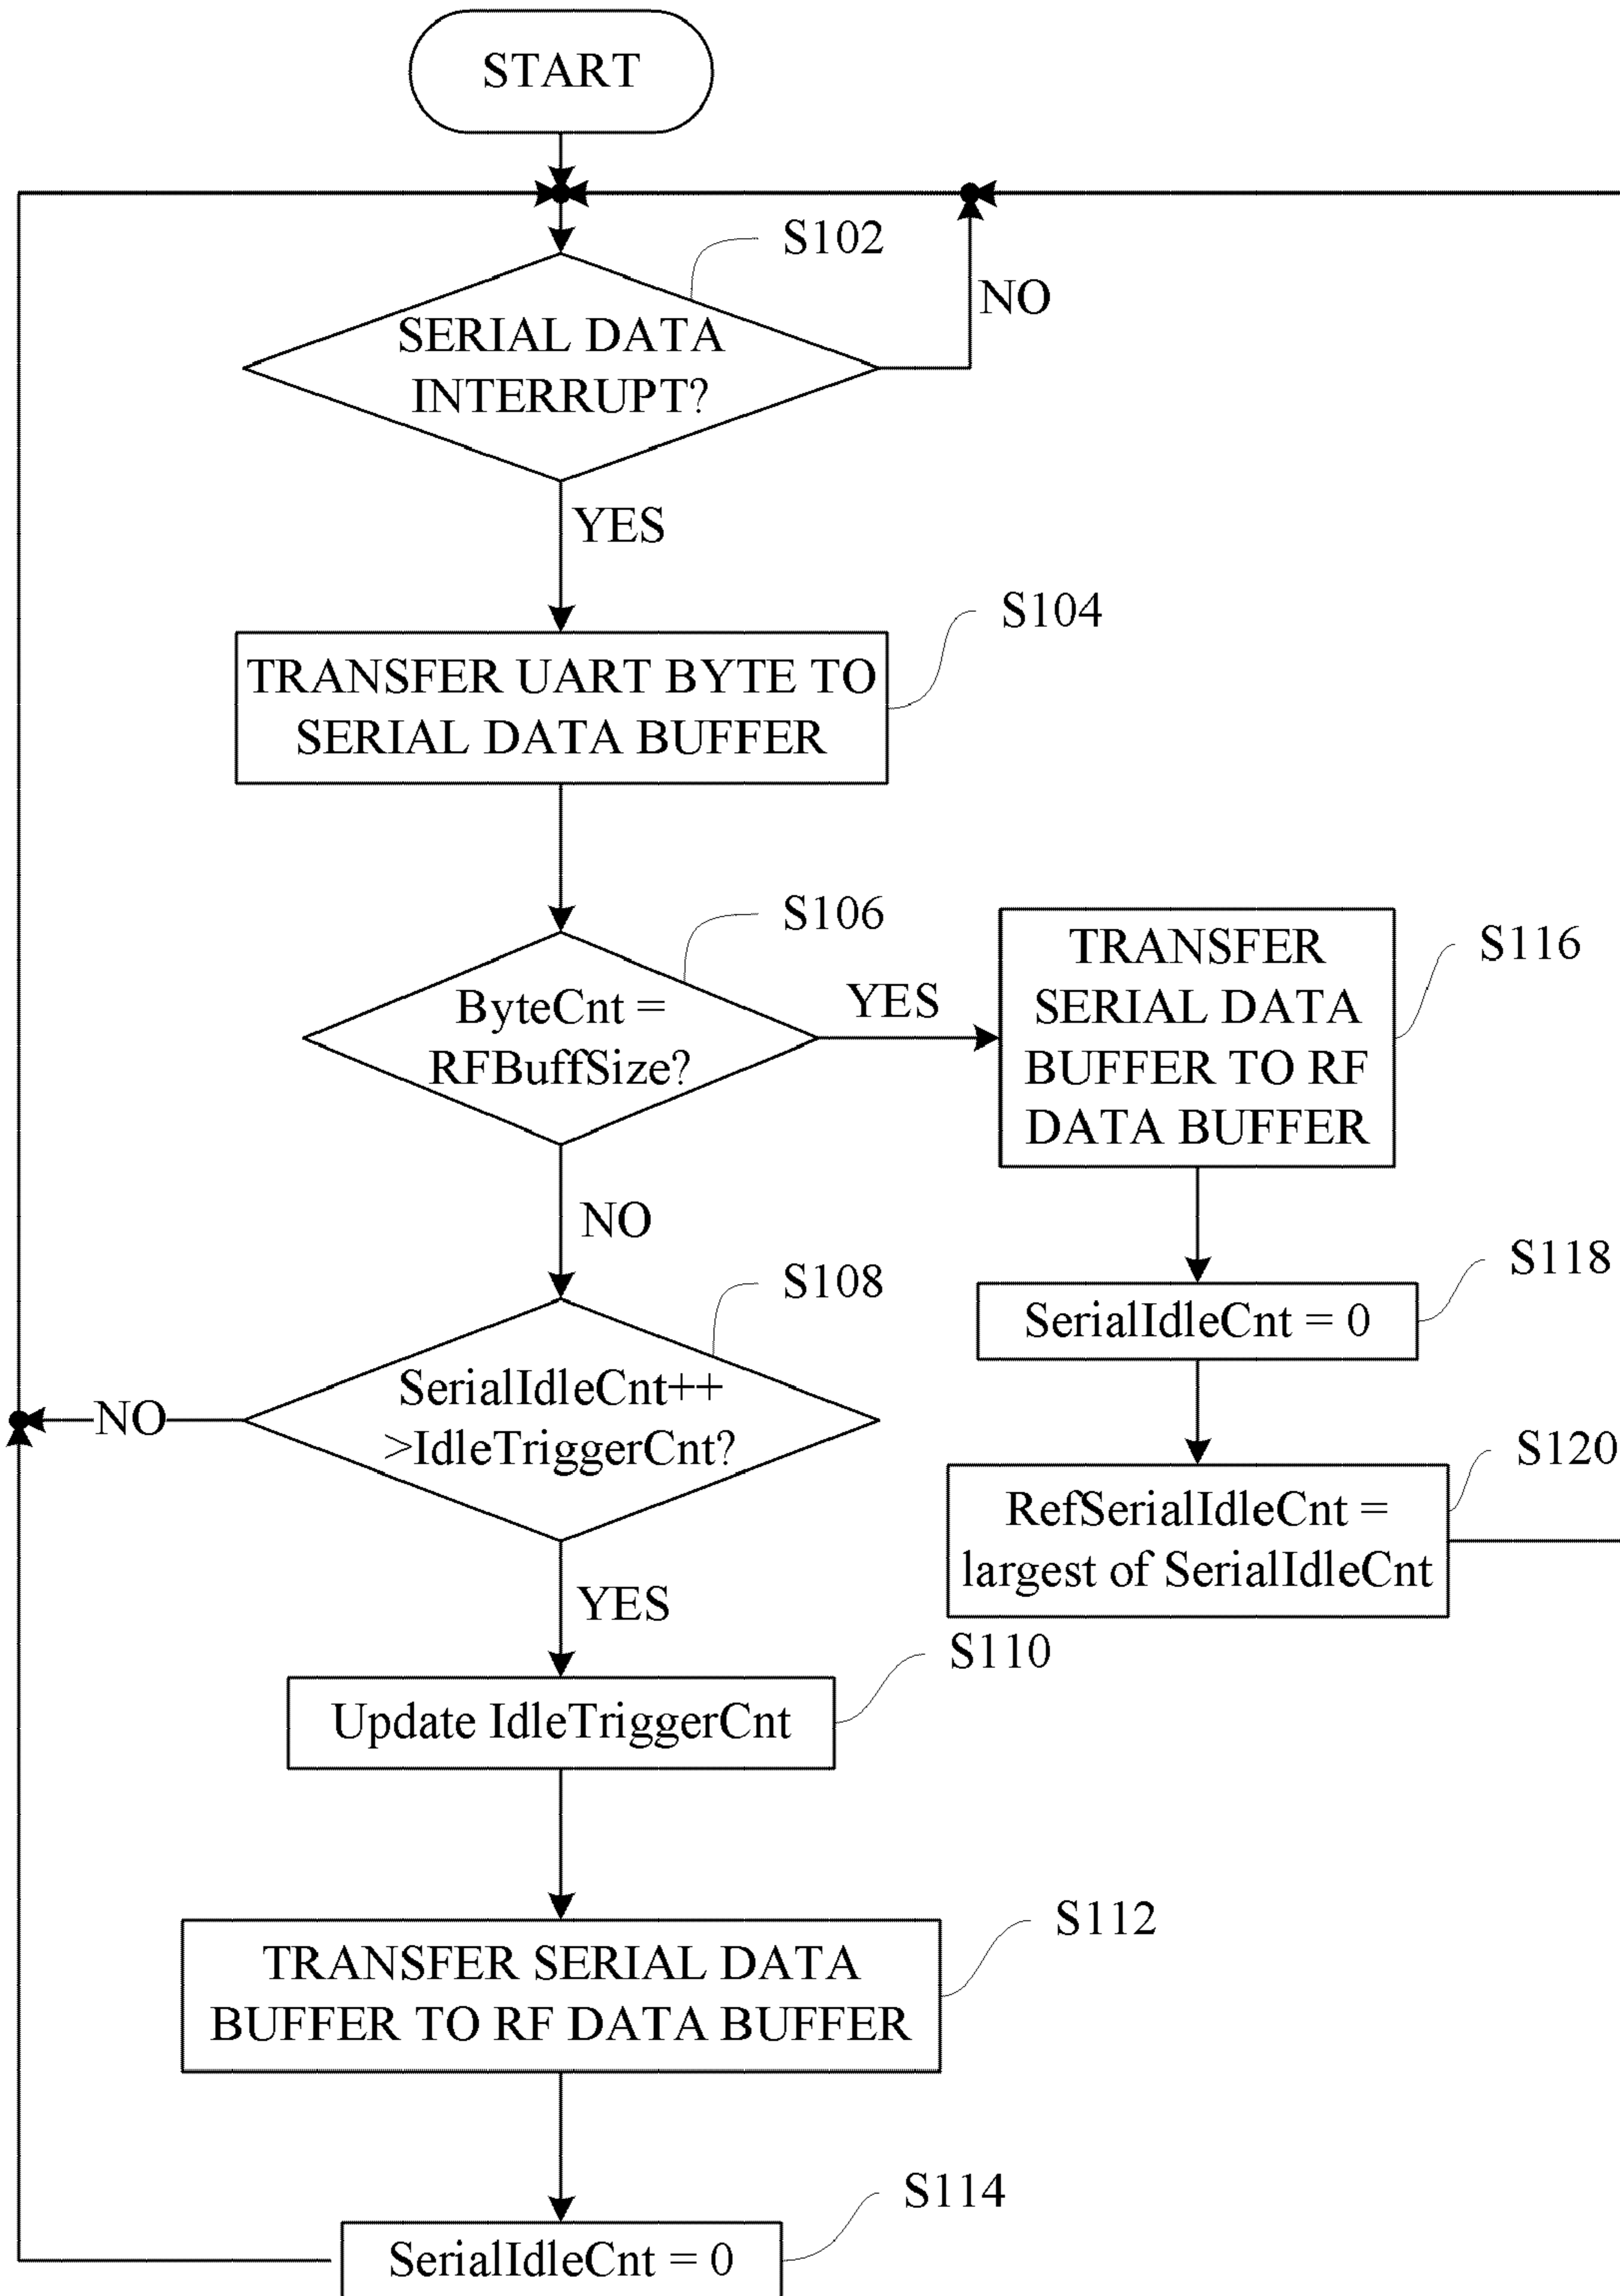 START
S102
NO
SERIAL DATA
INTERRUPT?
YES
S104
TRANSFER UART BYTE TO
SERIAL DATA BUFFER
S106
ByteCnt =
RFBuffSize?
YES
TRANSFER
SERIAL DATA
BUFFER TO RF
DATA BUFFER
S116
NO
S118
SerialIdleCnt = 0
S108
SerialIdleCnt++
>IdleTriggerCnt?
NO
S120
RefSerialIdleCnt =
largest of SerialIdleCnt
YES
S110
Update IdleTriggerCnt
S112
TRANSFER SERIAL DATA
BUFFER TO RF DATA BUFFER
S114
SerialIdleCnt = 0